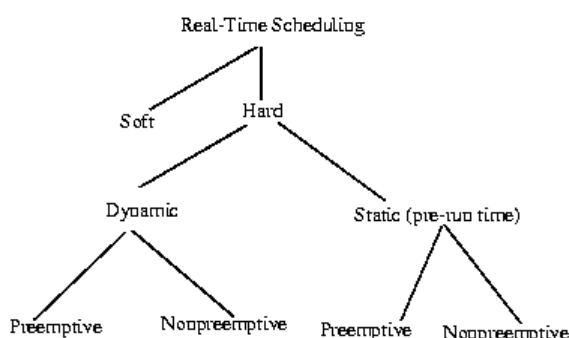 Real-Time Scheduling
Soft
Hard
Dynamic
Static (pre-run time)
Preemptive
Nonpreemptive
Preemptive
Nonpreemptive